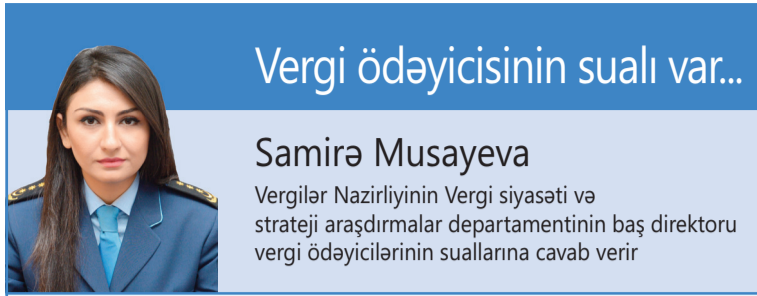 Vergi ödəyicisinin sualı var...
Samirə Musayeva
Vergilər Nazirliyinin Vergi siyasəti və
strateji araşdırmalar departamentinin baş direktoru
vergi ödəyicilərinin suallarına cavab verir